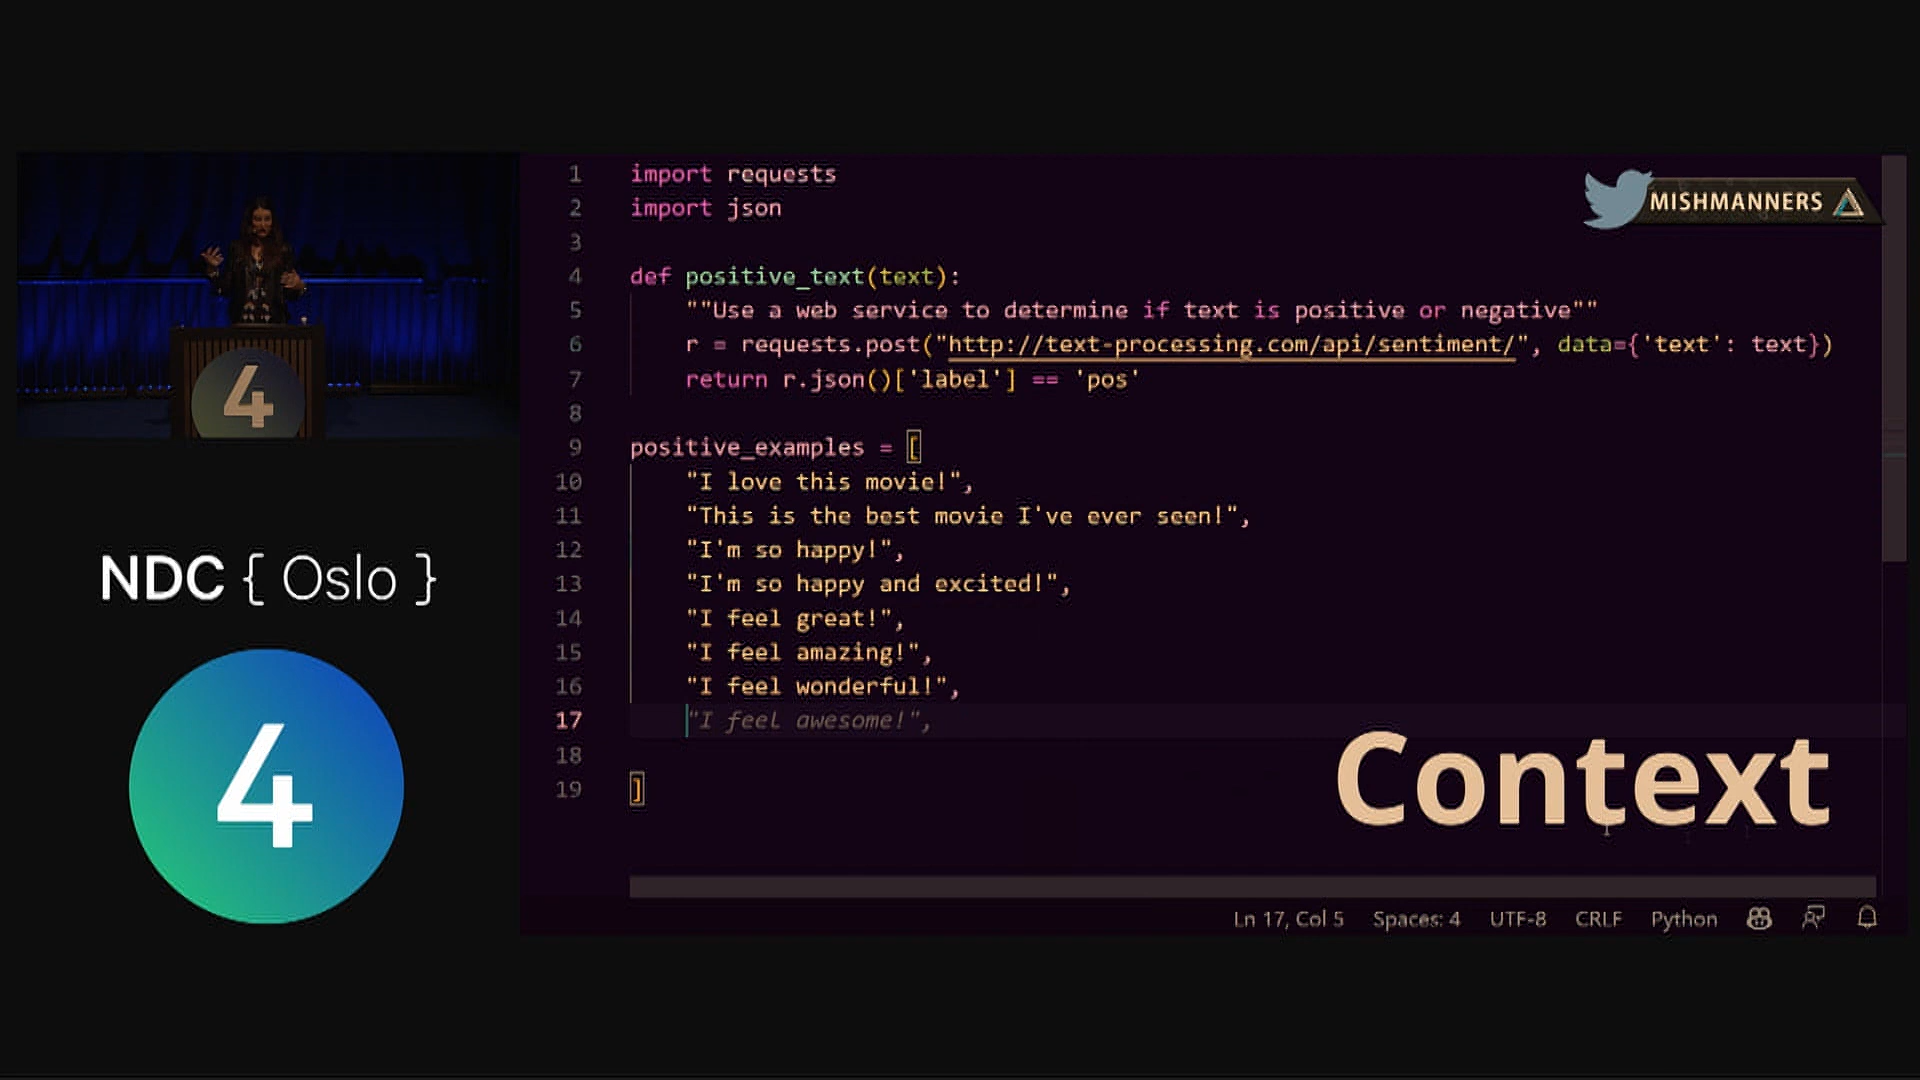 4
NDC { Oslo }
4
1 import requests
2 import json
3
4 def positive_text(text):
5 ""Use a web service to determine if text is positive or negative""
6 r = requests.post("http://text-processing.com/api/sentiment/", data={'text': text})
7 return r.json()['label'] == 'pos'
8
9 positive_examples = [
10 "I love this movie!",
11 "This is the best movie I've ever seen!",
12 "I'm so happy!",
13 "I'm so happy and excited!",
14 "I feel great!",
15 "I feel amazing!",
16 "I feel wonderful!",
17 "I feel awesome!",
18
19 ]
MISHMANNERS
Context
Ln 17, Col 5 Spaces: 4 UTF-8 CRLF Python